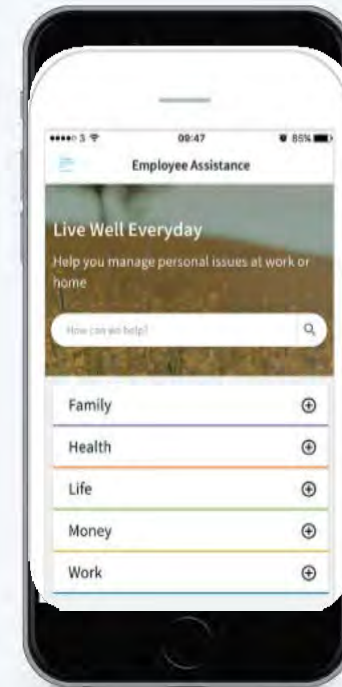 3 09:47 85%
Employee Assistance
Live Well Everyday
Help you manage personal issues at work or
home
How can we help?
Family
Health
Life
Money
Work